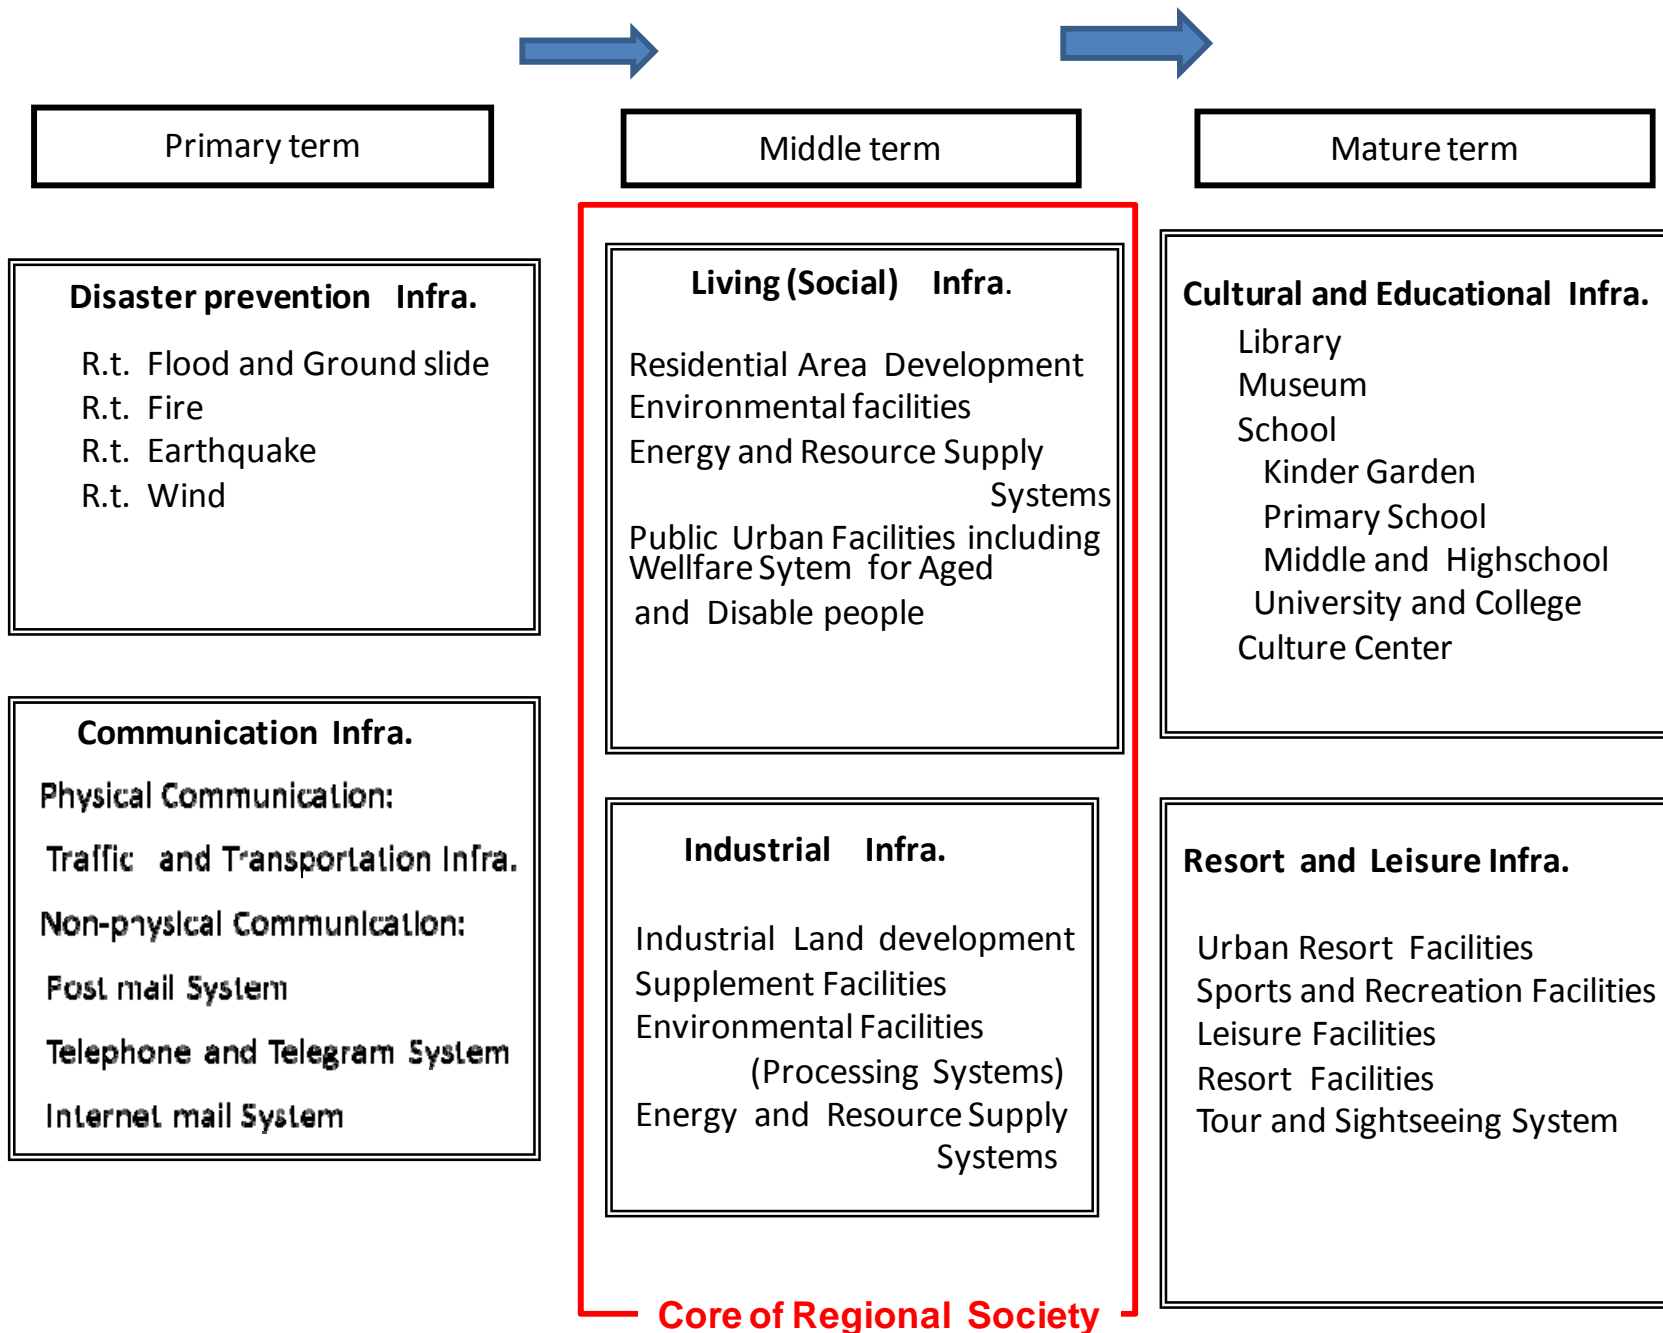 Primary term
Middle term
Mature term
Disaster prevention Infra.
R.t. Flood and Ground slide
R.t. Fire
R.t. Earthquake
R.t. Wind
Communication Infra.
Physical Communication:
Traffic and Transportation Infra.
Non-physical Communication:
Post mail System
Telephone and Telegram System
Internet mail System
Living (Social) Infra.
Residential Area Development
Environmental facilities
Energy and Resource Supply
Systems
Public Urban Facilities including
Wellfare Sytem for Aged
and Disable people
Industrial Infra.
Industrial Land development
Supplement Facilities
Environmental Facilities
(Processing Systems)
Energy and Resource Supply
Systems
Core of Regional Society
Cultural and Educational Infra.
Library
Museum
School
Kinder Garden
Primary School
Middle and Highschool
University and College
Culture Center
Resort and Leisure Infra.
Urban Resort Facilities
Sports and Recreation Facilities
Leisure Facilities
Resort Facilities
Tour and Sightseeing System